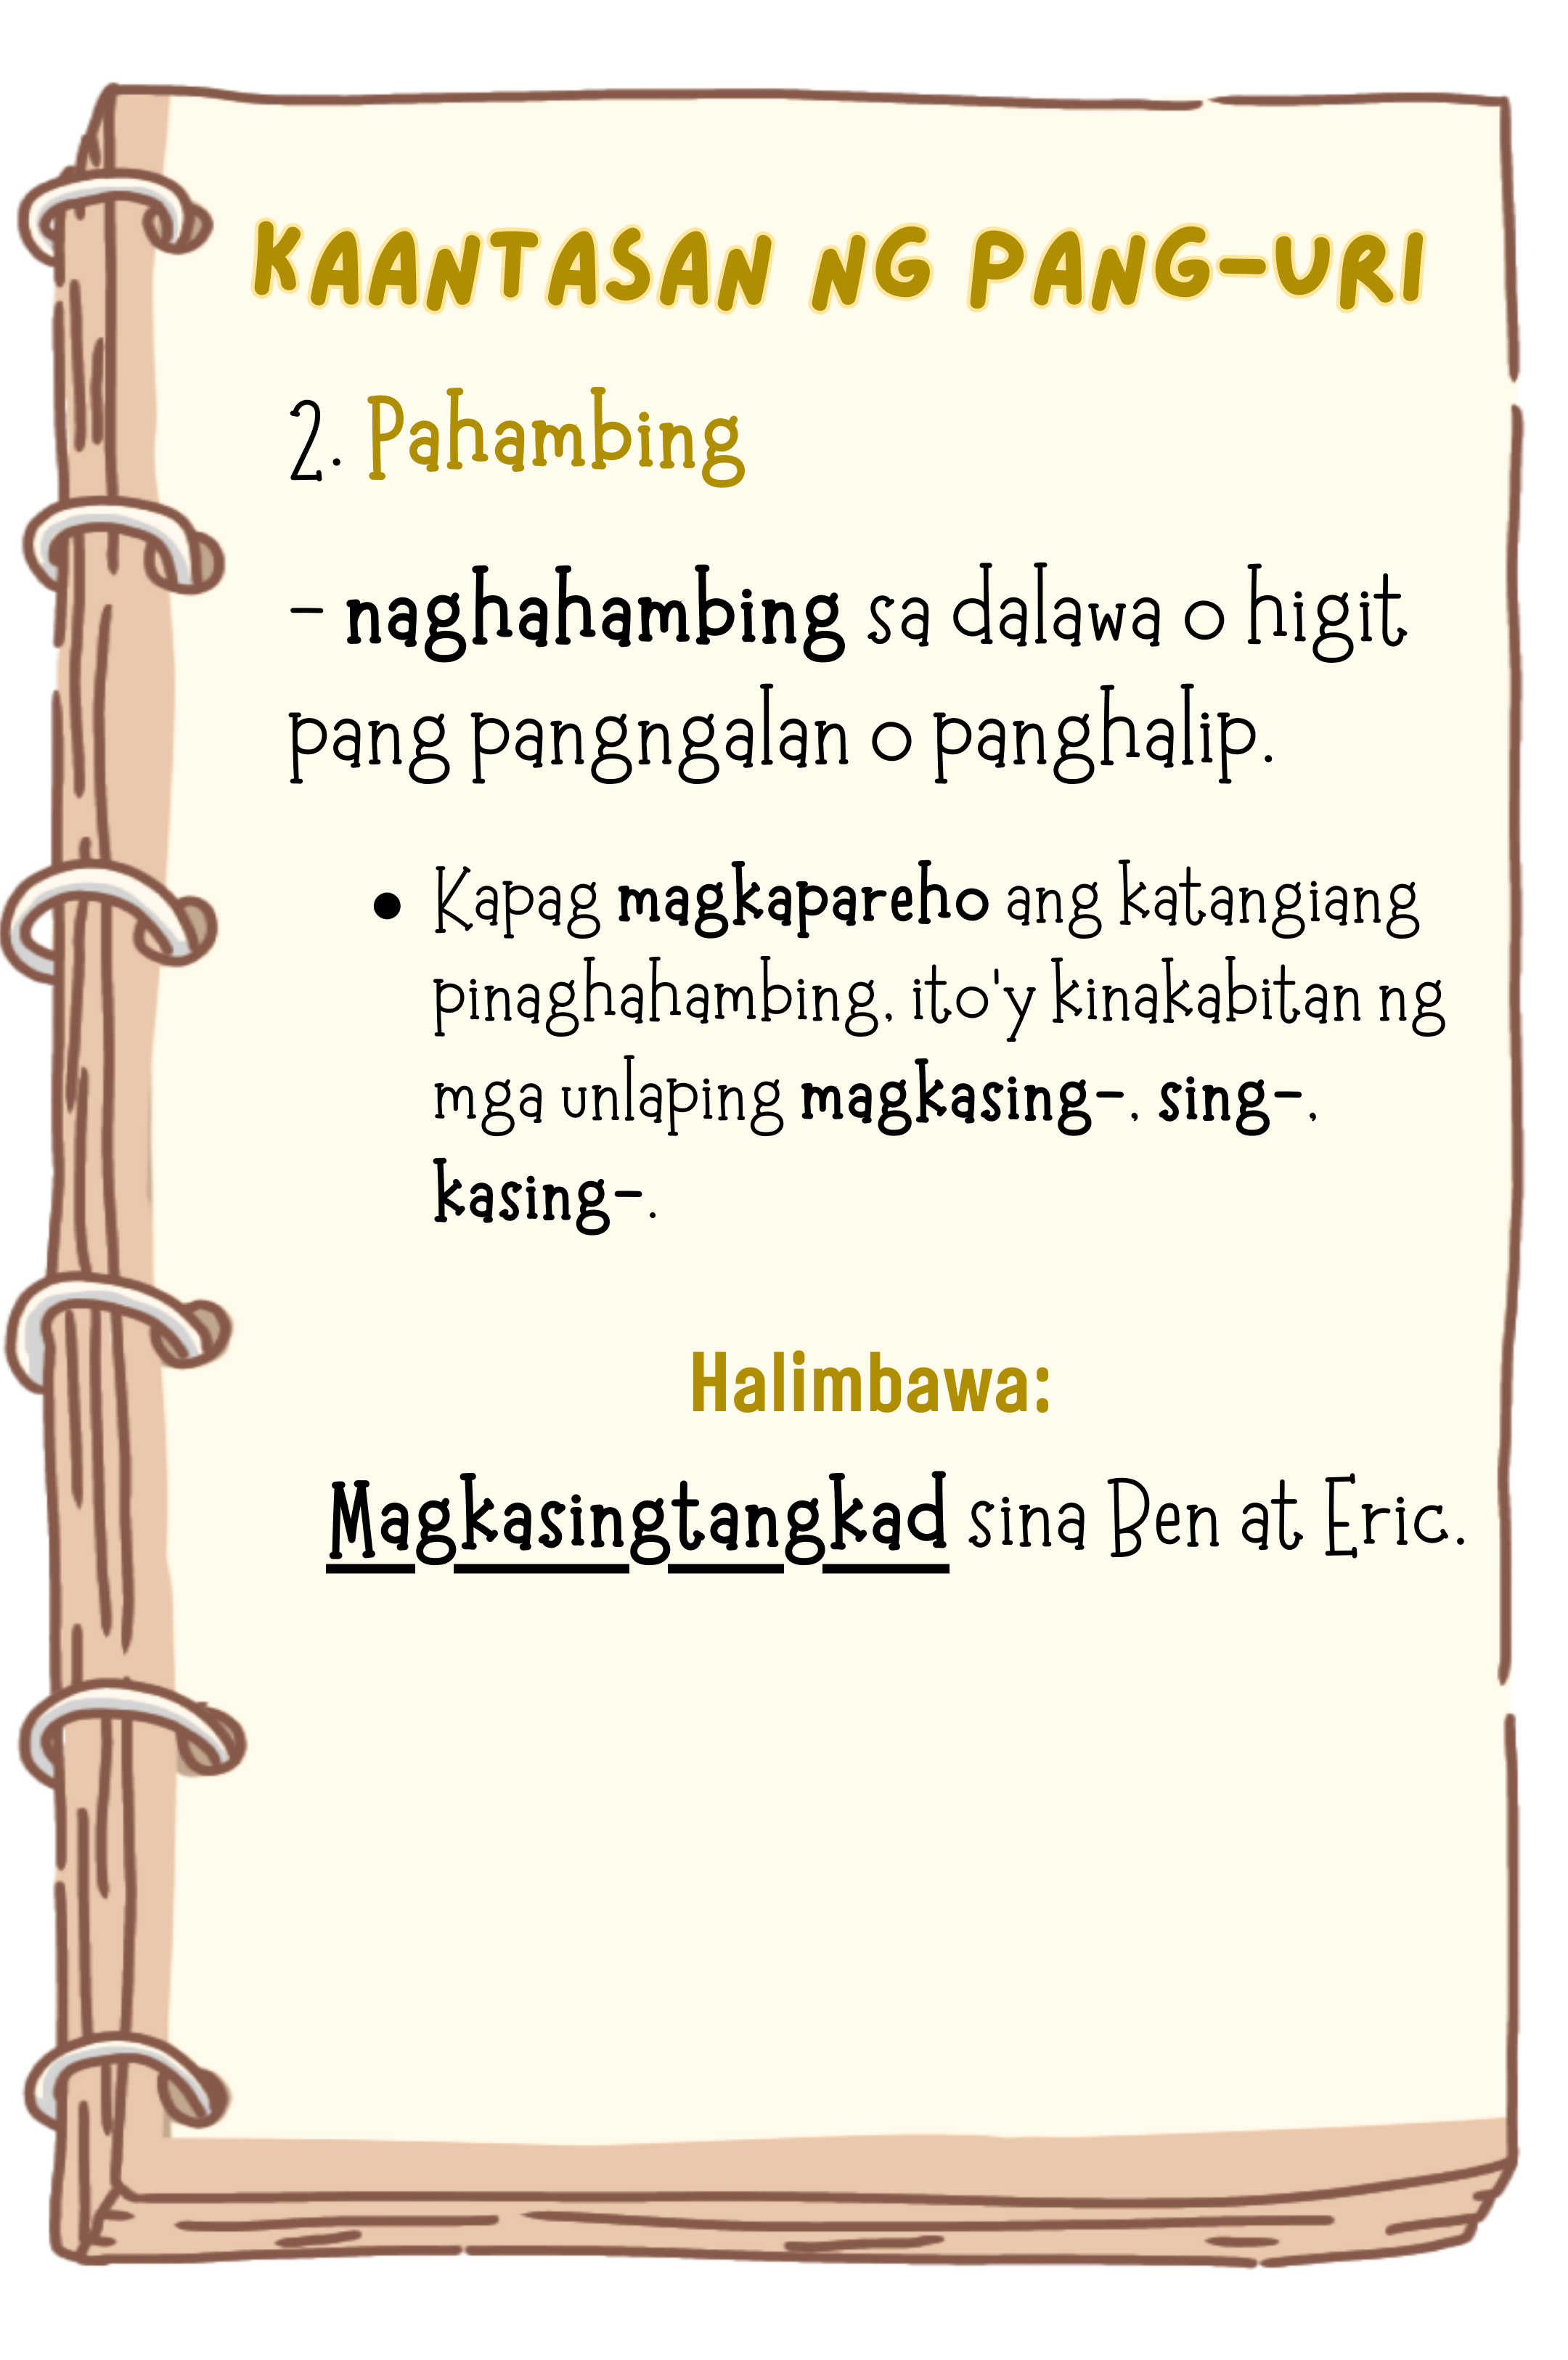 KAANTASAN NG PANG-URI
2. Pahambing
- naghahambing sa dalawa o higit
pang pangngalan o panghalip.
• Kapag magkapareho ang katangiang
pinaghahambing, ito'y kinakabitan ng
mga unlaping magkasing-, sing-,
kasing-.
Halimbawa:
Magkasingtangkad sina Ben at Eric.